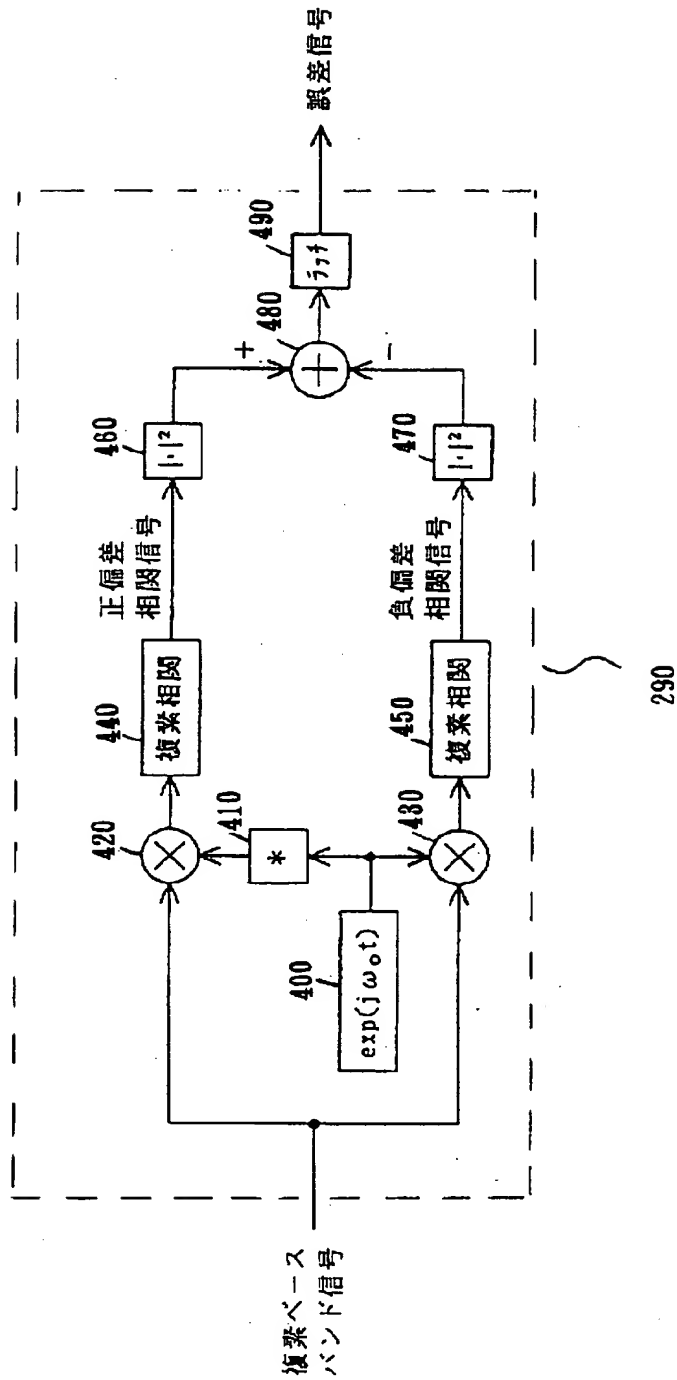 複素ベース
バンド信号
400
exp(jω₀t)
420
410
*
430
440
複素相関
450
複素相関
正偏差
相関信号
負偏差
相関信号
460
|・|²
470
|・|²
+
-
480
490
ラッチ
誤差信号
290